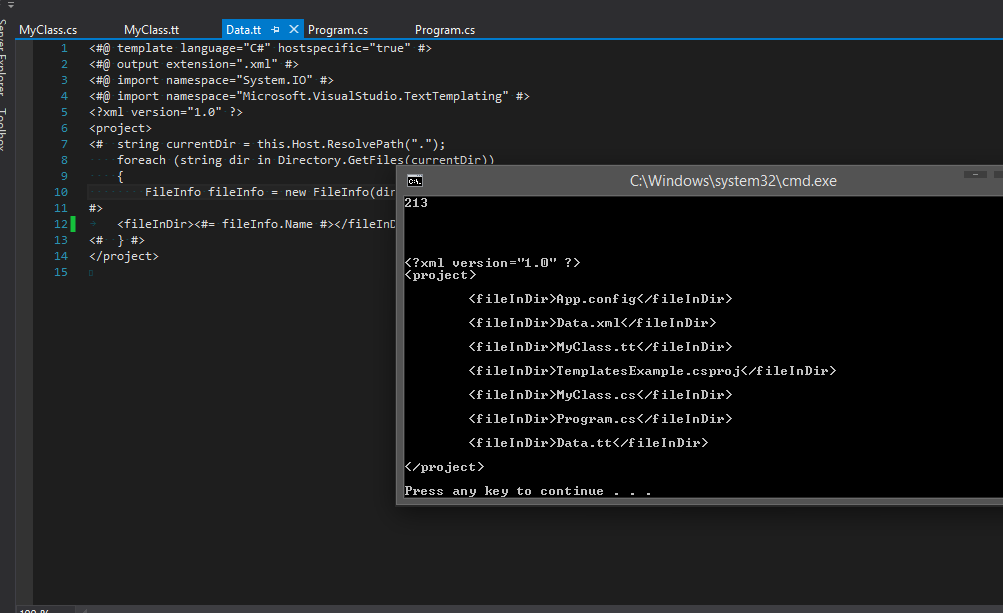 Server Explorer
Toolbox
MyClass.cs MyClass.tt Data.tt Program.cs Program.cs
1 <#@ template language="C#" hostspecific="true" #>
2 <#@ output extension=".xml" #>
3 <#@ import namespace="System.IO" #>
4 <#@ import namespace="Microsoft.VisualStudio.TextTemplating" #>
5 <?xml version="1.0" ?>
6 <project>
7 <# string currentDir = this.Host.ResolvePath(".");
8 foreach (string dir in Directory.GetFiles(currentDir))
9 {
10 FileInfo fileInfo = new FileInfo(dir
11 #>
12 <fileInDir><#= fileInfo.Name #></fileInD
13 <# } #>
14 </project>
15
C:\Windows\system32\cmd.exe
213
<?xml version="1.0" ?>
<project>
<fileInDir>App.config</fileInDir>
<fileInDir>Data.xml</fileInDir>
<fileInDir>MyClass.tt</fileInDir>
<fileInDir>TemplatesExample.csproj</fileInDir>
<fileInDir>MyClass.cs</fileInDir>
<fileInDir>Program.cs</fileInDir>
<fileInDir>Data.tt</fileInDir>
</project>
Press any key to continue . . .
100 %